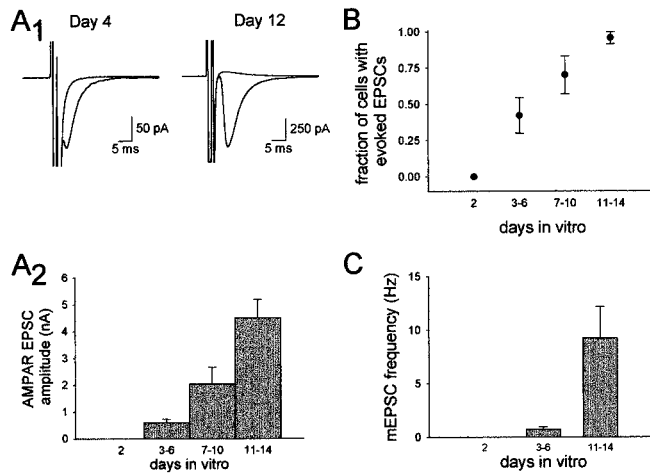 A1
Day 4
Day 12
50 pA
5 ms
250 pA
5 ms
B
fraction of cells with
evoked EPSCs
1.00
0.75
0.50
0.25
0.00
2
3-6
7-10
11-14
days in vitro
A2
AMPAR EPSC
amplitude (nA)
6
5
4
3
2
1
0
2
3-6
7-10
11-14
days in vitro
C
mEPSC frequency (Hz)
15
10
5
0
2
3-6
11-14
days in vitro